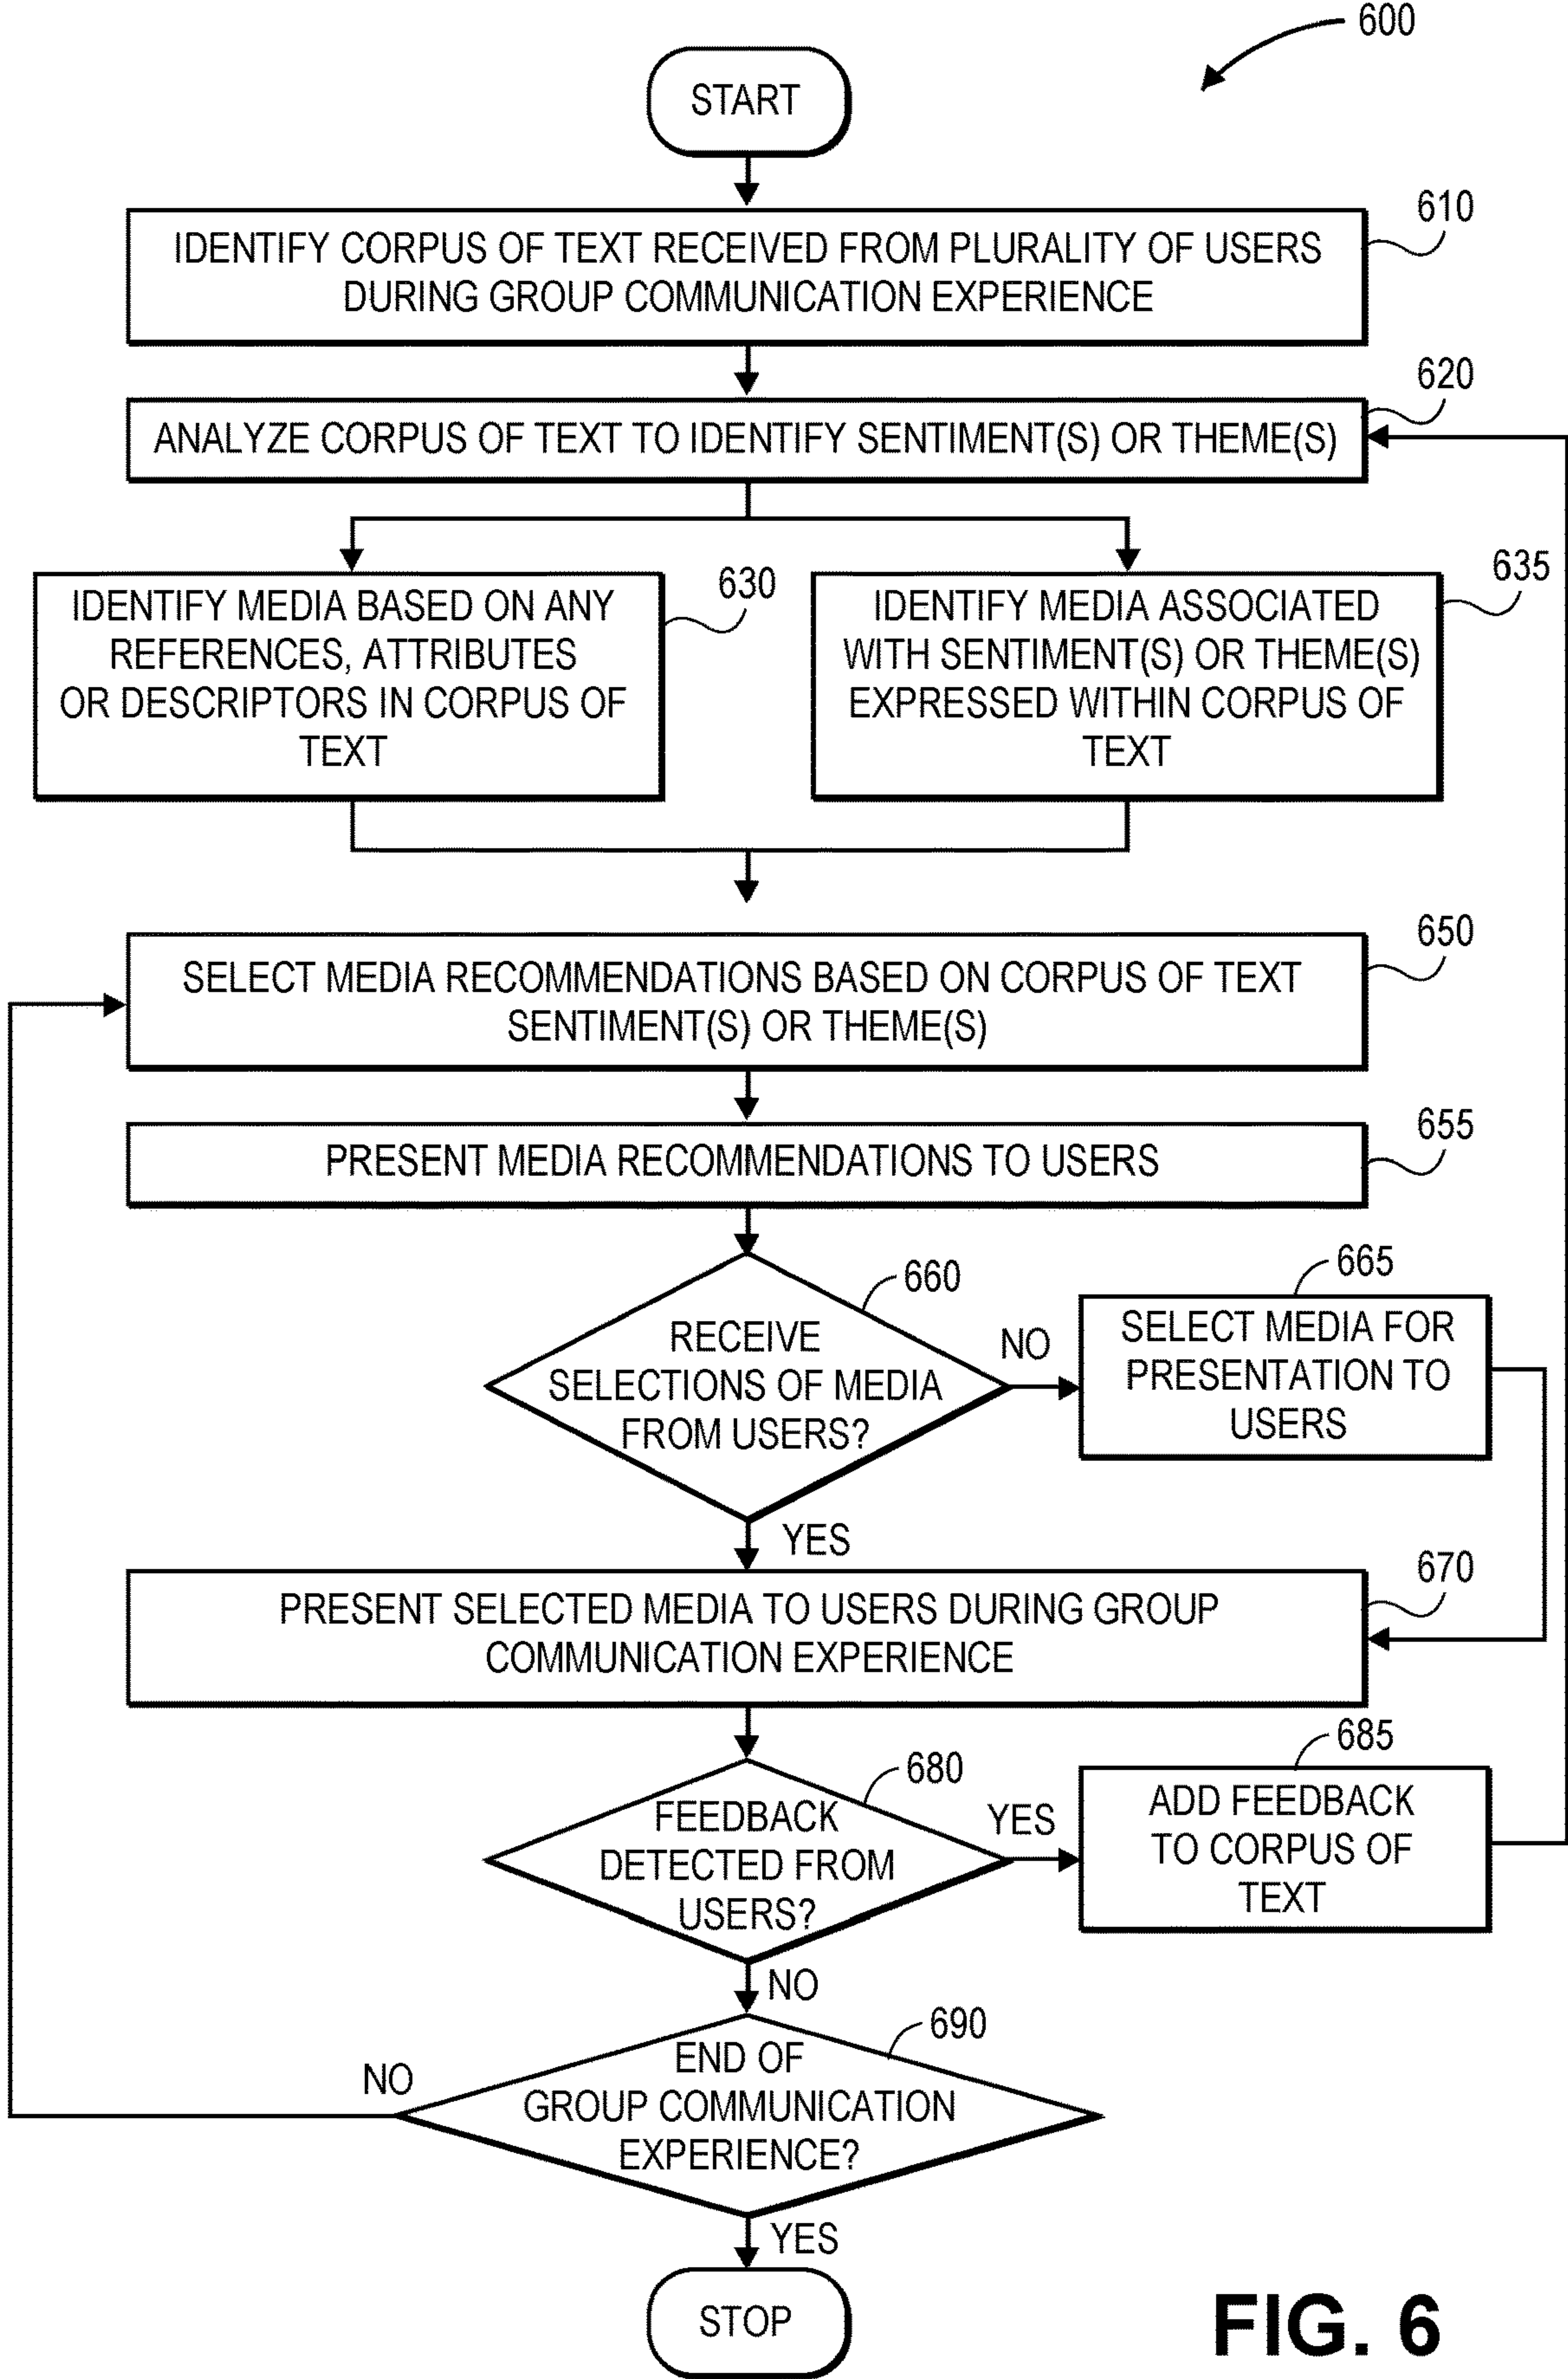 600
START
610
IDENTIFY CORPUS OF TEXT RECEIVED FROM PLURALITY OF USERS
DURING GROUP COMMUNICATION EXPERIENCE
620
ANALYZE CORPUS OF TEXT TO IDENTIFY SENTIMENT(S) OR THEME(S)
630
IDENTIFY MEDIA BASED ON ANY
REFERENCES, ATTRIBUTES
OR DESCRIPTORS IN CORPUS OF
TEXT
635
IDENTIFY MEDIA ASSOCIATED
WITH SENTIMENT(S) OR THEME(S)
EXPRESSED WITHIN CORPUS OF
TEXT
650
SELECT MEDIA RECOMMENDATIONS BASED ON CORPUS OF TEXT
SENTIMENT(S) OR THEME(S)
655
PRESENT MEDIA RECOMMENDATIONS TO USERS
660
RECEIVE
SELECTIONS OF MEDIA
FROM USERS?
NO
665
SELECT MEDIA FOR
PRESENTATION TO
USERS
YES
670
PRESENT SELECTED MEDIA TO USERS DURING GROUP
COMMUNICATION EXPERIENCE
680
FEEDBACK
DETECTED FROM
USERS?
YES
685
ADD FEEDBACK
TO CORPUS OF
TEXT
NO
690
END OF
GROUP COMMUNICATION
EXPERIENCE?
NO
YES
STOP
FIG. 6